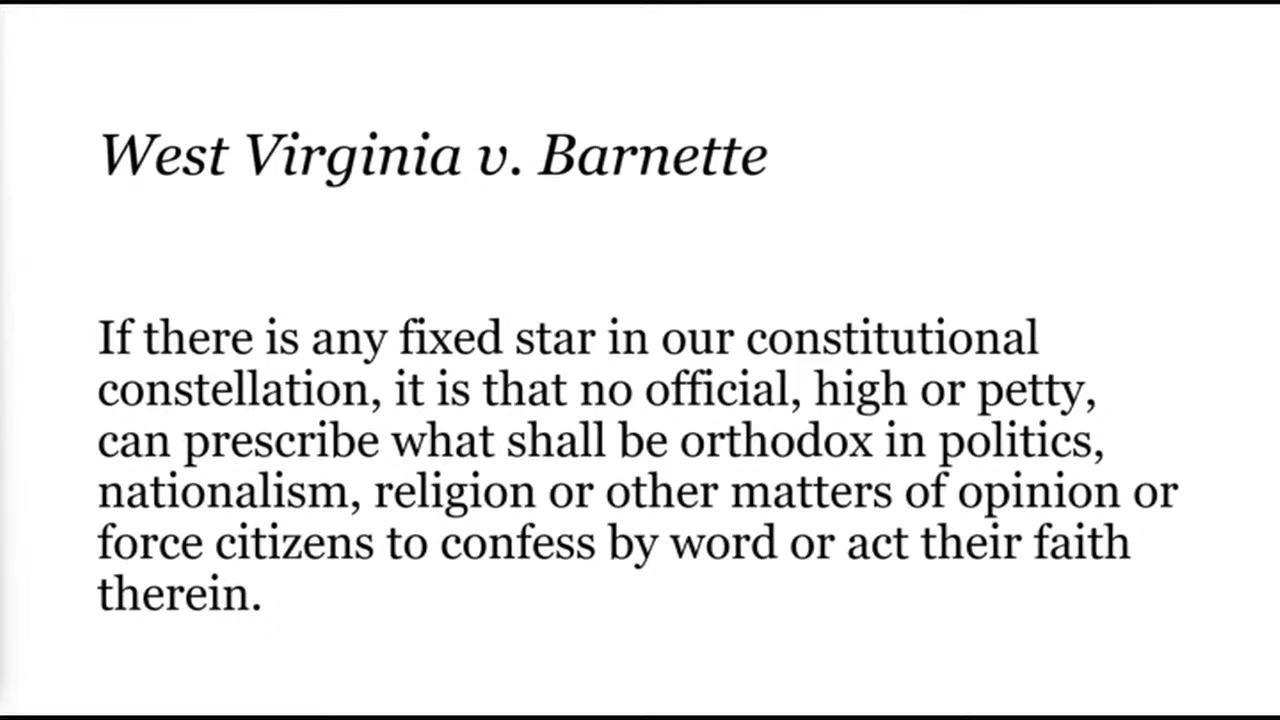 West Virginia v. Barnette
If there is any fixed star in our constitutional
constellation, it is that no official, high or petty,
can prescribe what shall be orthodox in politics,
nationalism, religion or other matters of opinion or
force citizens to confess by word or act their faith
therein.